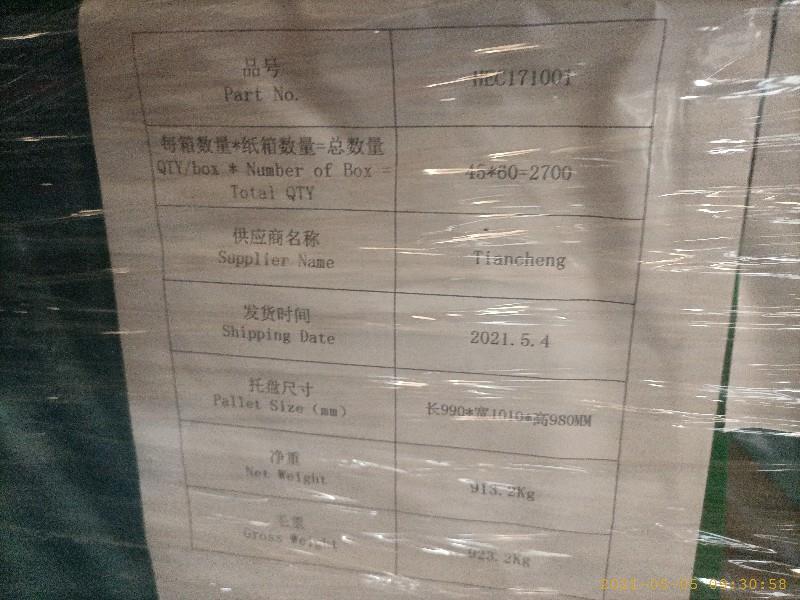 品号
Part No.
每箱数量*纸箱数量=总数量
QTY/box * Number of Box =
Total QTY
45*60=2700
供应商名称
Supplier Name
Tiancheng
发货时间
Shipping Date
2021.5.4
托盘尺寸
Pallet Size（mm）
长990*宽1010*高980MM
净重
Net Weight
913.2Kg
毛重
Gross Weight
923.2Kg